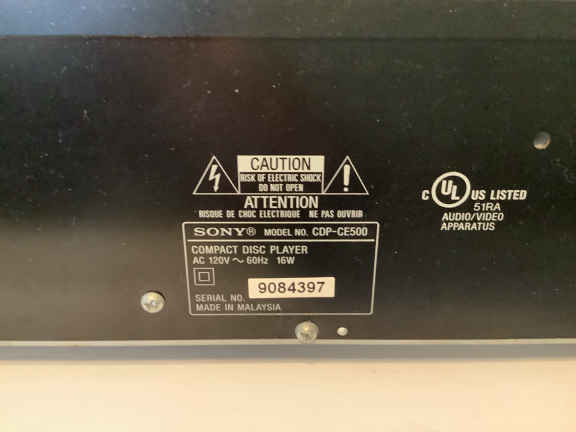 CAUTION
RISK OF ELECTRIC SHOCK
DO NOT OPEN
ATTENTION
RISQUE DE CHOC ELECTRIQUE NE PAS OUVRIR
SONY® MODEL NO. CDP-CE500
COMPACT DISC PLAYER
AC 120V ~ 60Hz 16W
SERIAL NO. 9084397
MADE IN MALAYSIA
C UL US LISTED
51RA
AUDIO/VIDEO
APPARATUS